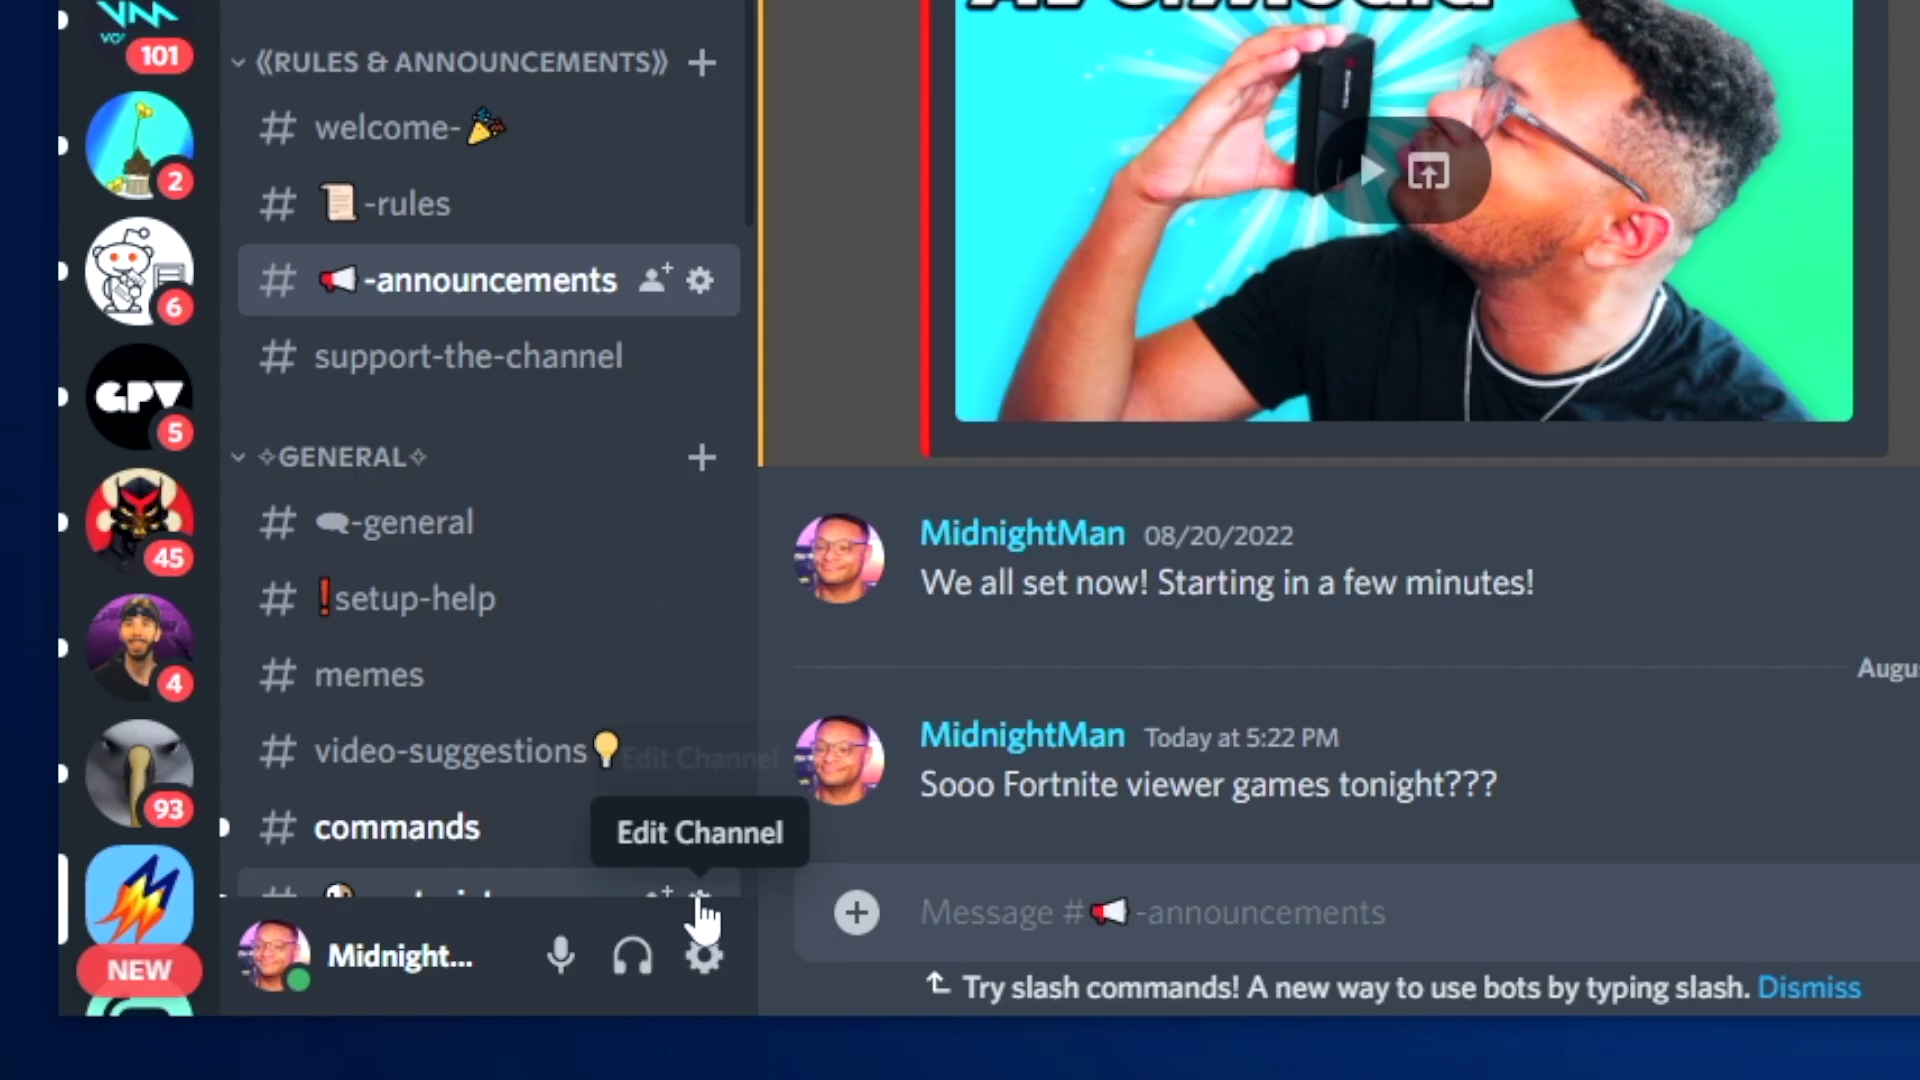 101
《RULES & ANNOUNCEMENTS》
# welcome-🎉
# 📜-rules
# 📢-announcements
# support-the-channel
✧GENERAL✧
# 🗨-general
# ❗setup-help
# memes
# video-suggestions💡
Edit Channel
# commands
Edit Channel
2
6
GPV
5
45
4
93
NEW
Midnight...
MidnightMan 08/20/2022
We all set now! Starting in a few minutes!
MidnightMan Today at 5:22 PM
Sooo Fortnite viewer games tonight???
Message #📢-announcements
Try slash commands! A new way to use bots by typing slash. Dismiss